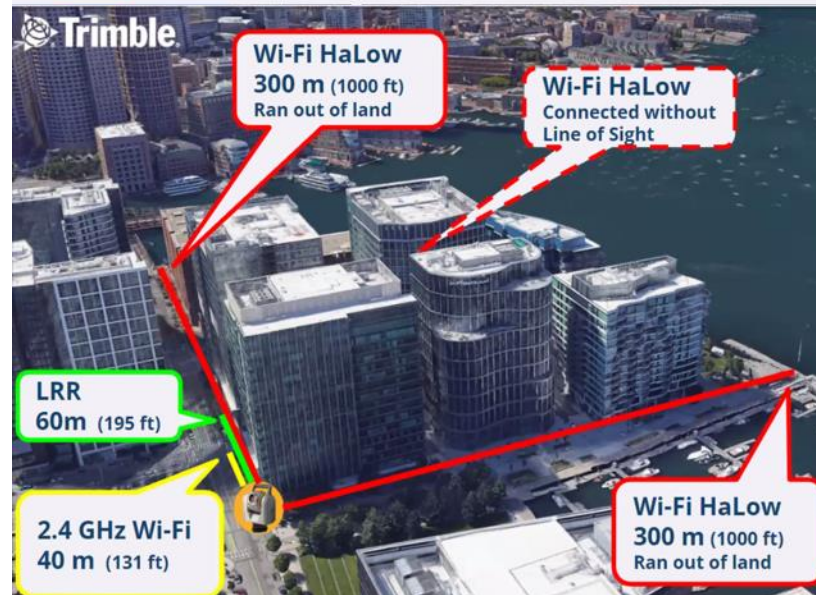 Trimble
Wi-Fi HaLow
300 m (1000 ft)
Ran out of land
Wi-Fi HaLow
Connected without
Line of Sight
LRR
60m (195 ft)
2.4 GHz Wi-Fi
40 m (131 ft)
Wi-Fi HaLow
300 m (1000 ft)
Ran out of land